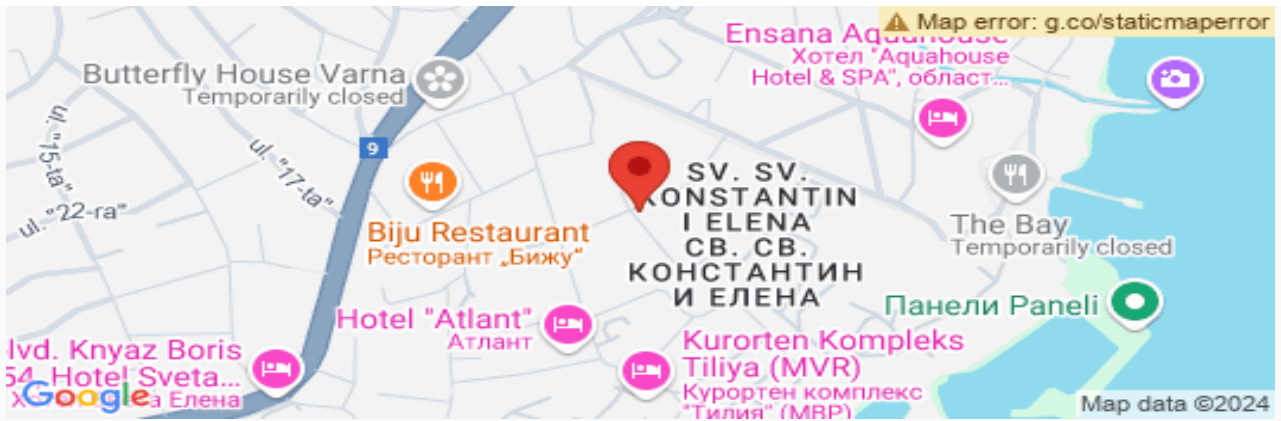 Map error: g.co/staticmaperror
Ensana Aquahouse
Хотел "Aquahouse
Hotel & SPA", област...
Butterfly House Varna
Temporarily closed
9
ul. "15-ta"
ul. "17-ta"
ul. "22-ra"
SV. SV.
KONSTANTIN
I ELENA
СВ. СВ.
КОНСТАНТИН
И ЕЛЕНА
The Bay
Temporarily closed
Biju Restaurant
Ресторант „Бижу“
Панели Paneli
Hotel "Atlant"
Атлант
Kurorten Kompleks
Tiliya (MVR)
Курортен комплекс
"Тилия" (МВР)
lvd. Knyaz Boris
54, Hotel Sveta...
Елена
Google
Map data ©2024